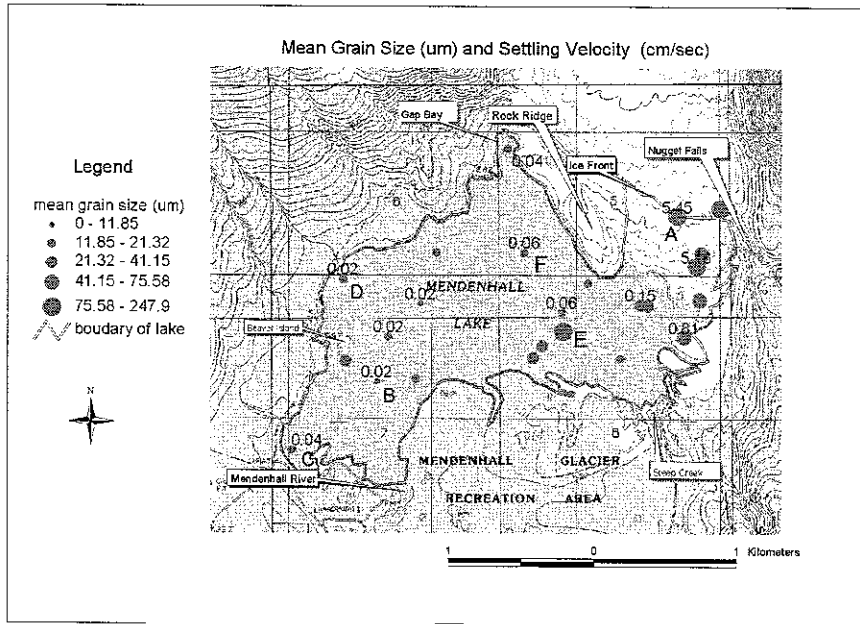 Mean Grain Size (um) and Settling Velocity (cm/sec)
Gap Bay
Rock Ridge
Nugget Falls
Ice Front
Legend
mean grain size (um)
0 - 11.85
11.85 - 21.32
21.32 - 41.15
41.15 - 75.58
75.58 - 247.9
boudary of lake
0.04
6
5
5.45
A
0.06
F
0.02
D
MENDENHALL
0.02
0.06
0.15
LAKE
Beaver Island
0.02
E
0.81
0.02
B
N
0.04
C
7
8
MENDENHALL GLACIER
Steep Creek
Mendenhall River
RECREATION AREA
1 0 1 Kilometers